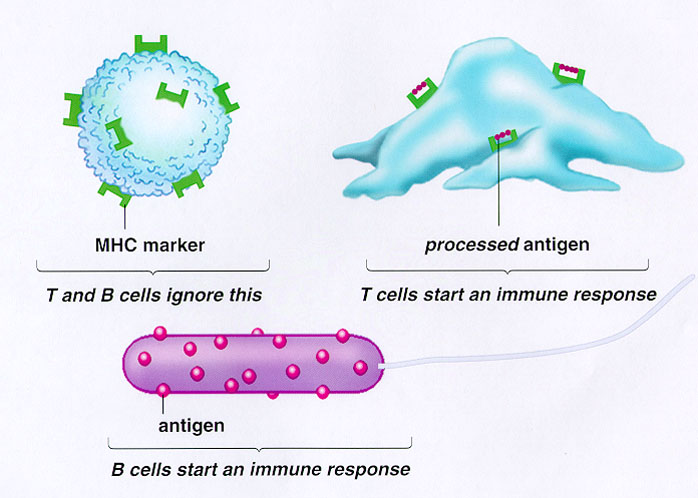 MHC marker
T and B cells ignore this
processed antigen
T cells start an immune response
antigen
B cells start an immune response